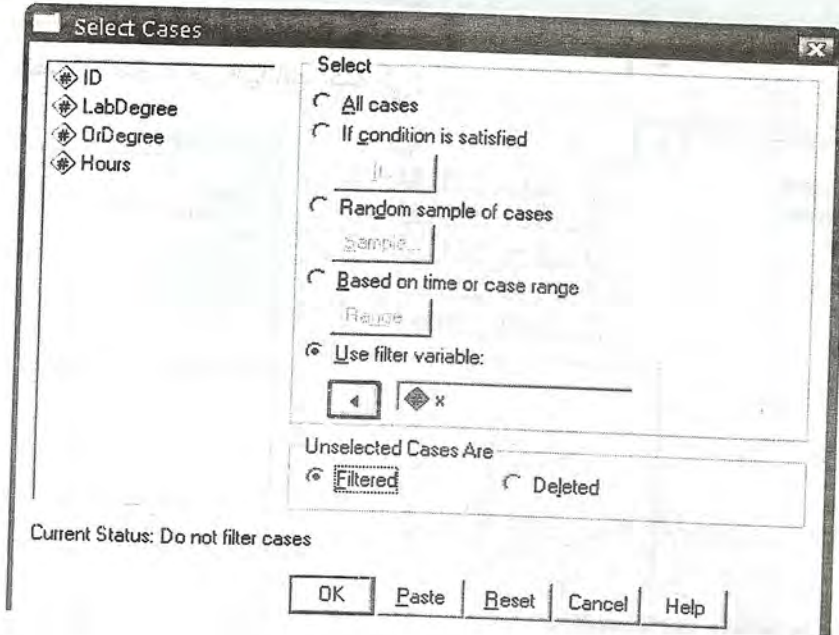 Select Cases
ID
LabDegree
OrDegree
Hours
Select
All cases
If condition is satisfied
If...
Random sample of cases
Sample...
Based on time or case range
Range
Use filter variable:
x
Unselected Cases Are
Filtered
Deleted
Current Status: Do not filter cases
OK Paste Reset Cancel Help